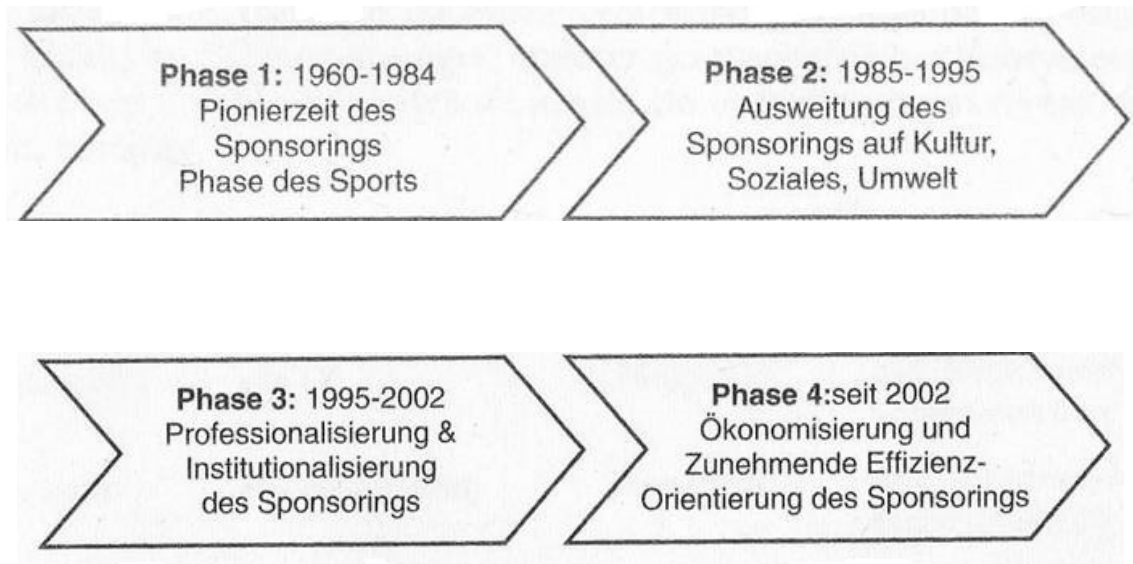 Phase 1: 1960-1984
Pionierzeit des
Sponsorings
Phase des Sports
Phase 2: 1985-1995
Ausweitung des
Sponsorings auf Kultur,
Soziales, Umwelt
Phase 3: 1995-2002
Professionalisierung &
Institutionalisierung
des Sponsorings
Phase 4:seit 2002
Ökonomisierung und
Zunehmende Effizienz-
Orientierung des Sponsorings